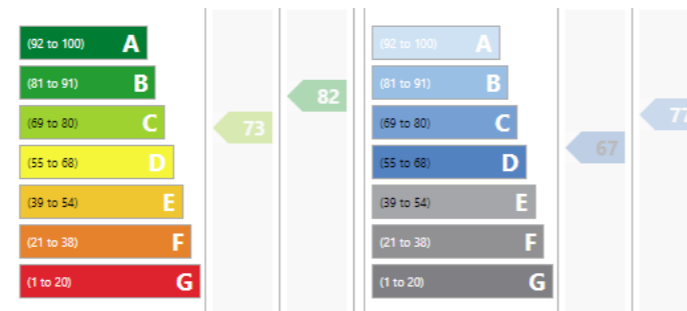 (92 to 100) A
(81 to 91) B
(69 to 80) C
(55 to 68) D
(39 to 54) E
(21 to 38) F
(1 to 20) G
73
82
(92 to 100) A
(81 to 91) B
(69 to 80) C
(55 to 68) D
(39 to 54) E
(21 to 38) F
(1 to 20) G
67
77